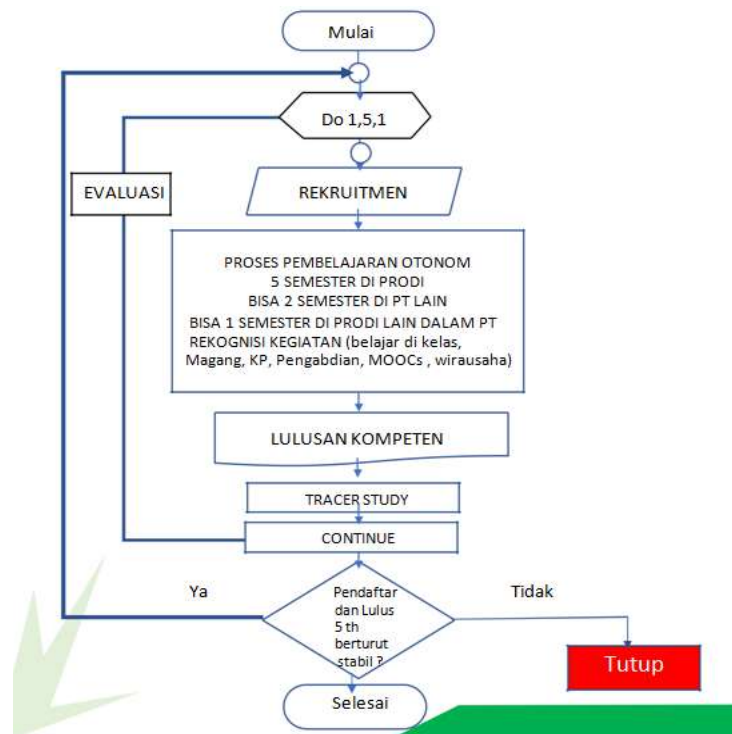 Mulai
Do 1,5,1
EVALUASI
REKRUITMEN
PROSES PEMBELAJARAN OTONOM
5 SEMESTER DI PRODI
BISA 2 SEMESTER DI PT LAIN
BISA 1 SEMESTER DI PRODI LAIN DALAM PT
REKOGNISI KEGIATAN (belajar di kelas,
Magang, KP, Pengabdian, MOOCs , wirausaha)
LULUSAN KOMPETEN
TRACER STUDY
CONTINUE
Ya
Pendaftar
dan Lulus
5 th
berturut
stabil ?
Tidak
Tutup
Selesai